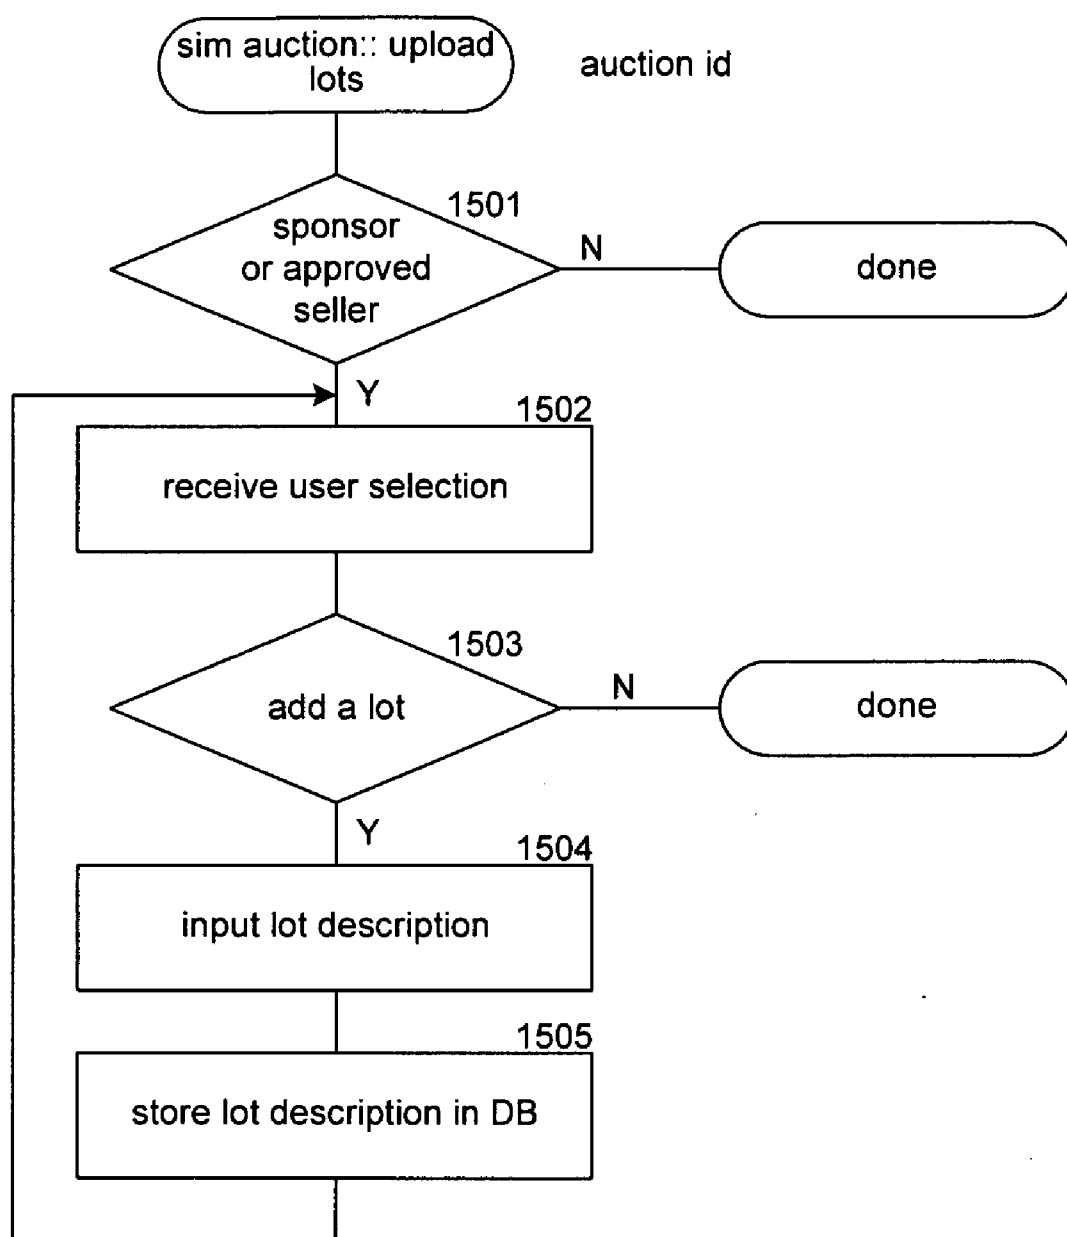 sim auction:: upload
lots
auction id
1501
sponsor
or approved
seller
N
done
Y
1502
receive user selection
1503
add a lot
N
done
Y
1504
input lot description
1505
store lot description in DB